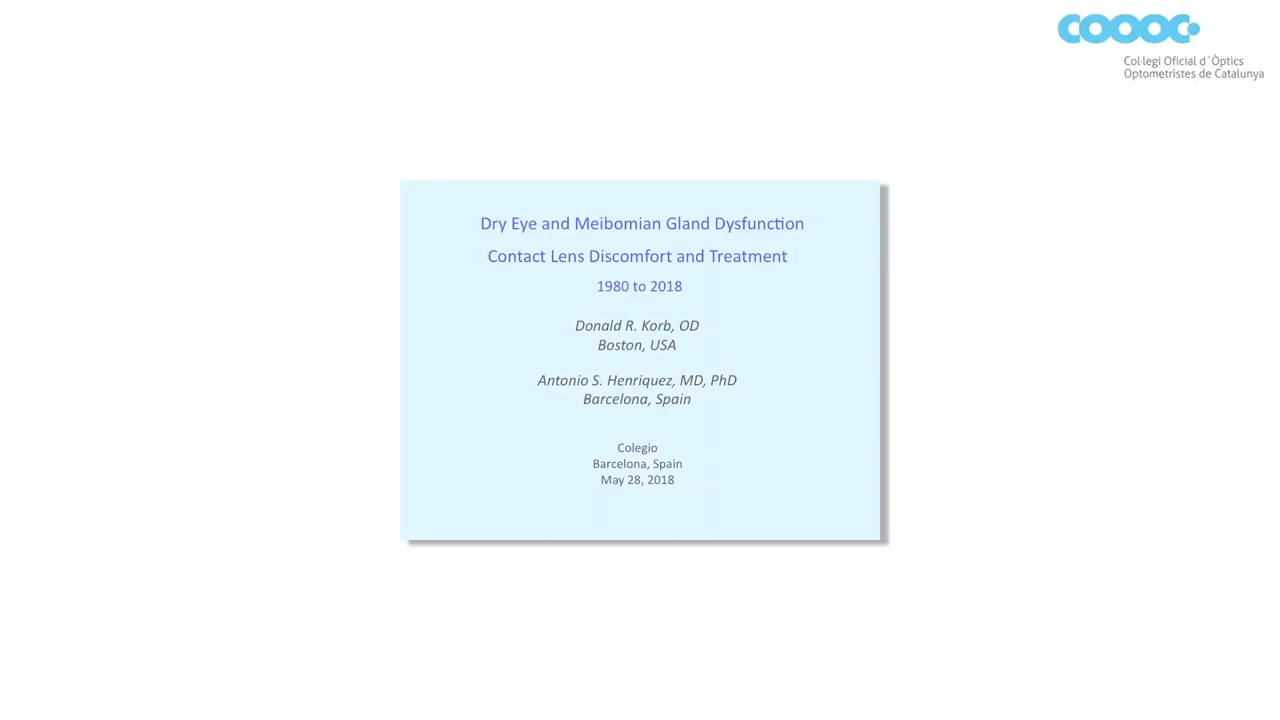 COOOC
Col·legi Oficial d´Òptics
Optometristes de Catalunya
Dry Eye and Meibomian Gland Dysfunction
Contact Lens Discomfort and Treatment
1980 to 2018
Donald R. Korb, OD
Boston, USA
Antonio S. Henriquez, MD, PhD
Barcelona, Spain
Colegio
Barcelona, Spain
May 28, 2018